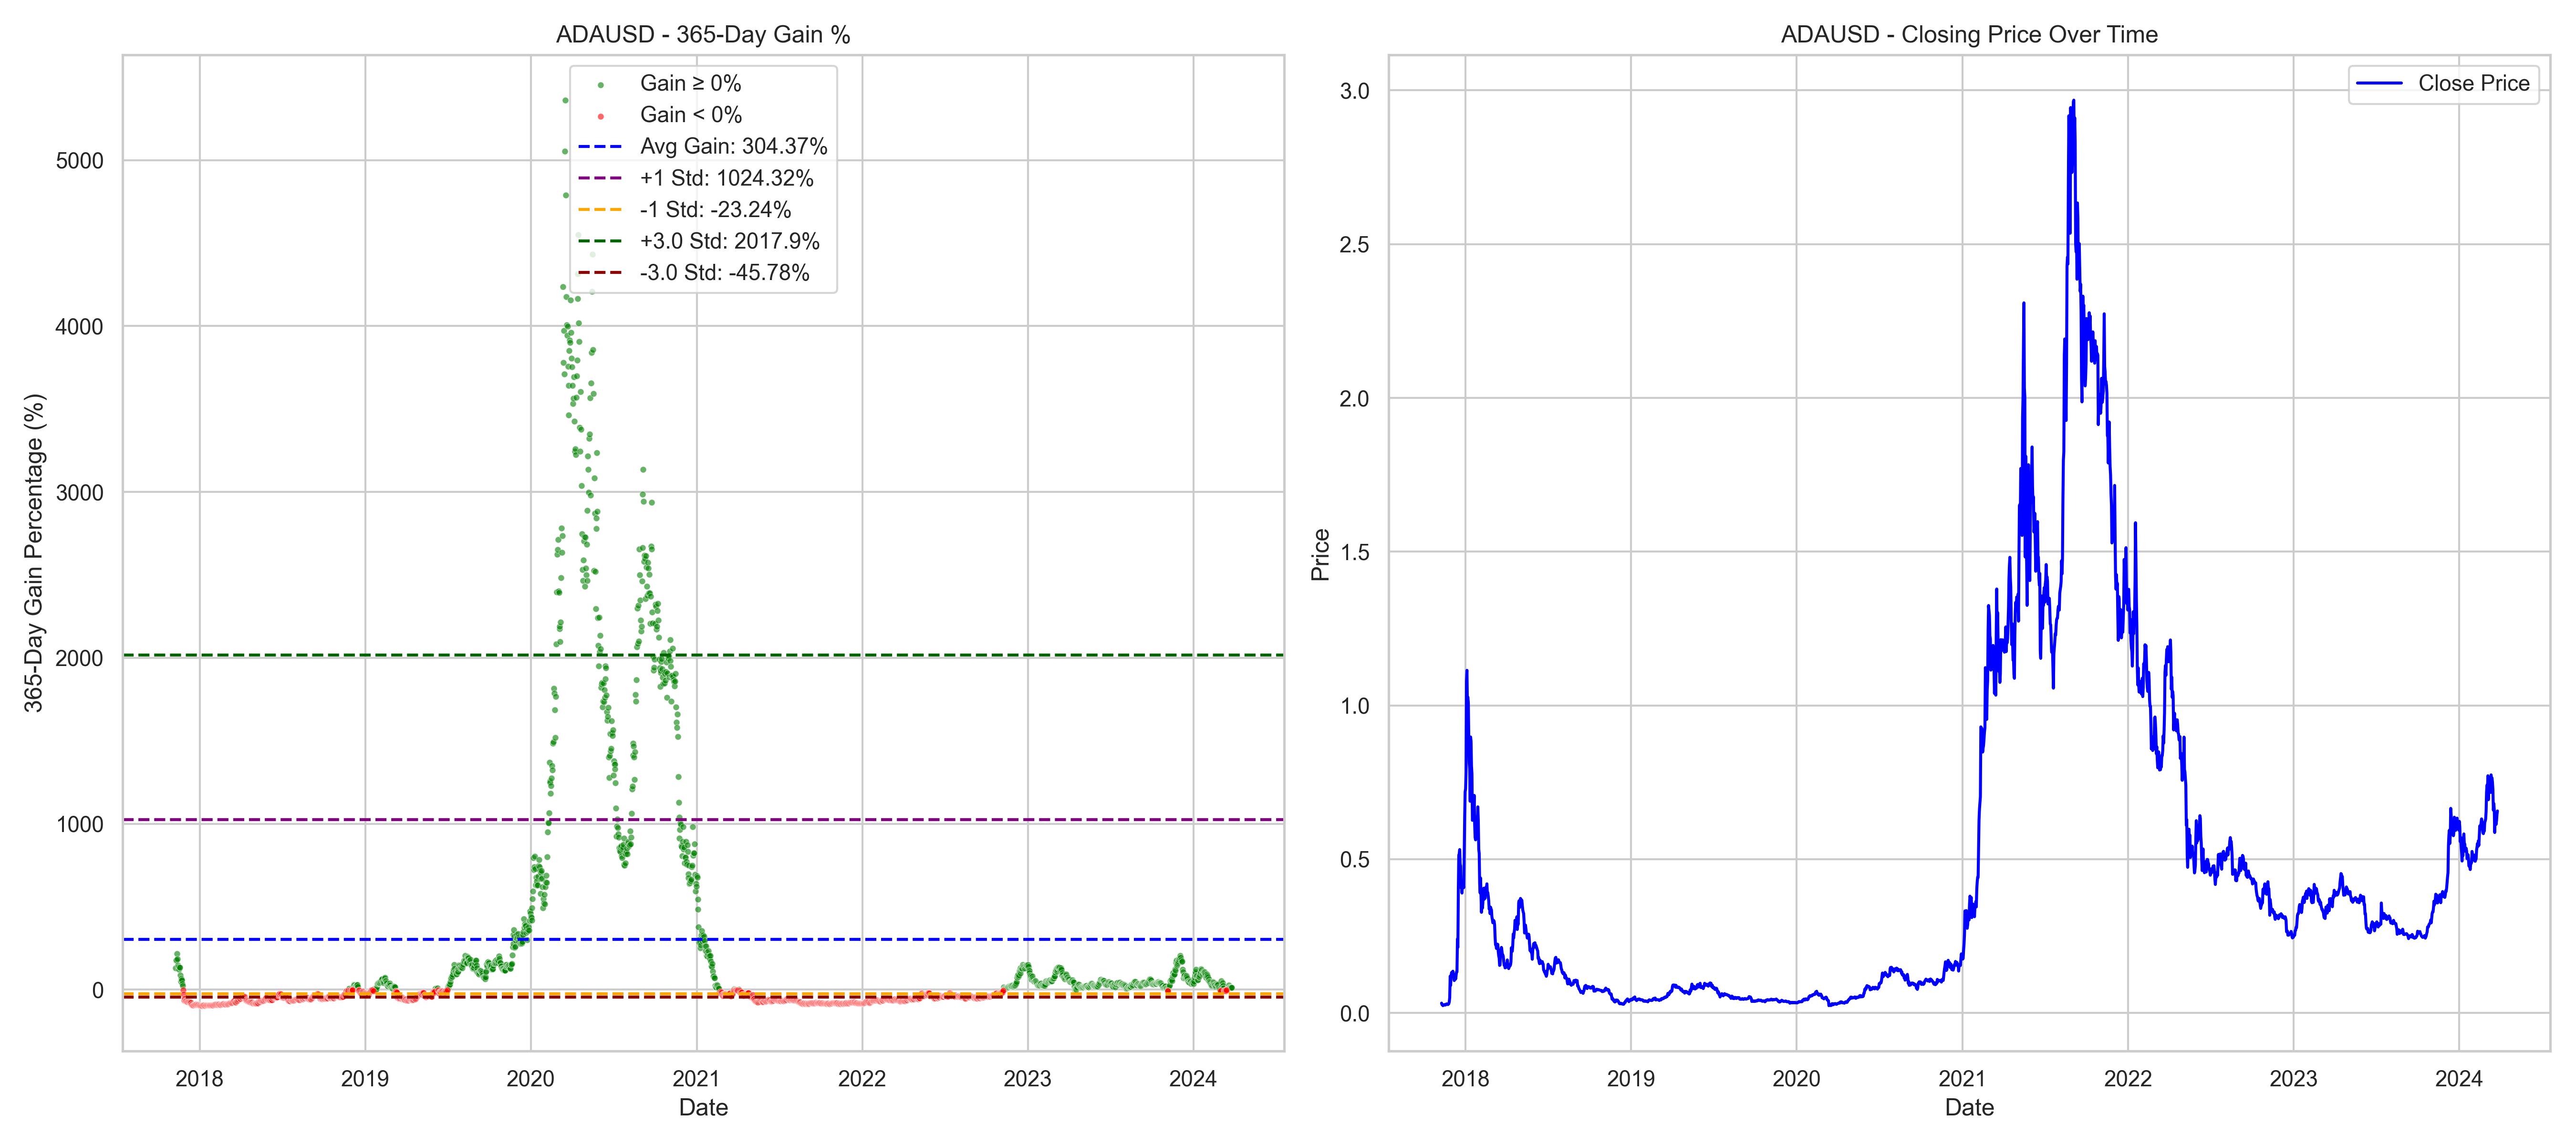 ADAUSD - 365-Day Gain %
Gain ≥ 0%
Gain < 0%
Avg Gain: 304.37%
+1 Std: 1024.32%
-1 Std: -23.24%
+3.0 Std: 2017.9%
-3.0 Std: -45.78%
5000
4000
3000
2000
1000
0
365-Day Gain Percentage (%)
2018 2019 2020 2021 2022 2023 2024
Date
ADAUSD - Closing Price Over Time
Close Price
3.0
2.5
2.0
1.5
1.0
0.5
0.0
Price
2018 2019 2020 2021 2022 2023 2024
Date